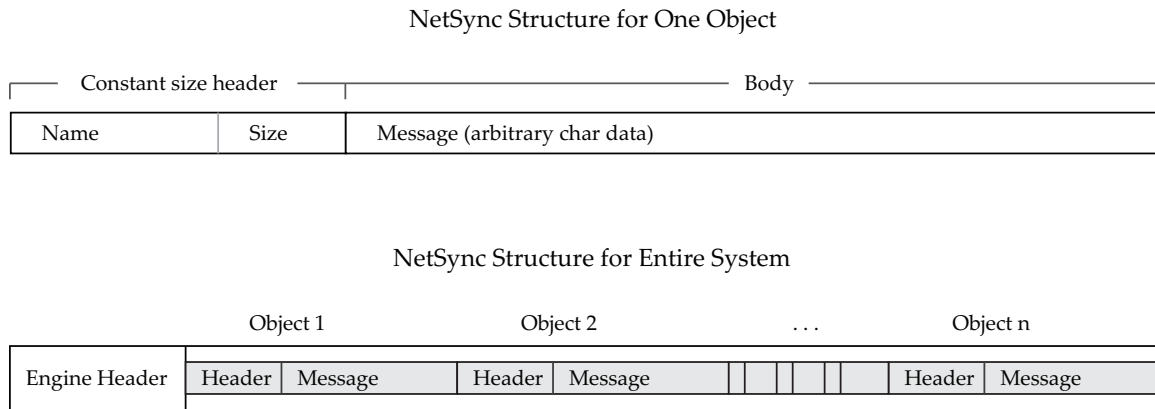 NetSync Structure for One Object
Constant size header Body
Name Size Message (arbitrary char data)
NetSync Structure for Entire System
Object 1 Object 2 . . . Object n
Engine Header Header Message Header Message Header Message